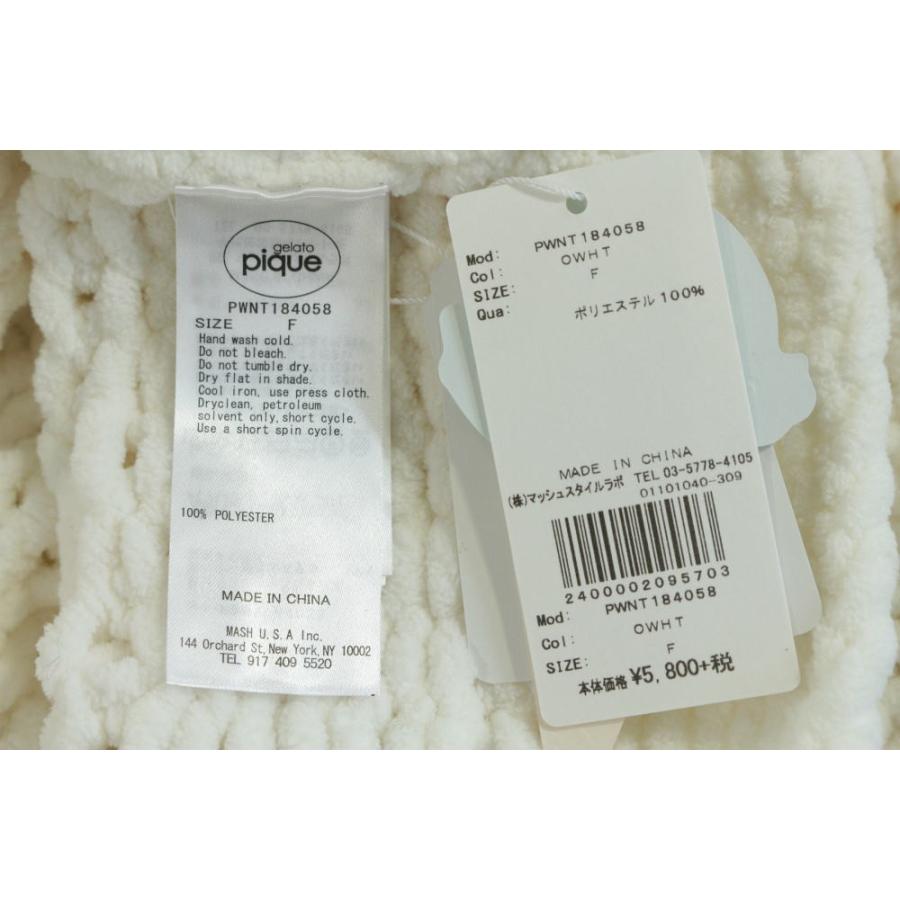 gelato
pique
PWNT184058
SIZE F
Hand wash cold.
Do not bleach.
Do not tumble dry.
Dry flat in shade.
Cool iron, use press cloth.
Dryclean, petroleum
solvent only, short cycle.
Use a short spin cycle.
100% POLYESTER
MADE IN CHINA
MASH U.S.A Inc.
144 Orchard St, New York, NY 10002
TEL 917 409 5520
Mod: PWNT184058
Col: OWHT
SIZE: F
Qua: ポリエステル 100%
MADE IN CHINA
(株)マッシュスタイルラボ TEL 03-5778-4105
01101040-309
2400002095703
Mod: PWNT184058
Col: OWHT
SIZE: F
本体価格 ¥5,800+税